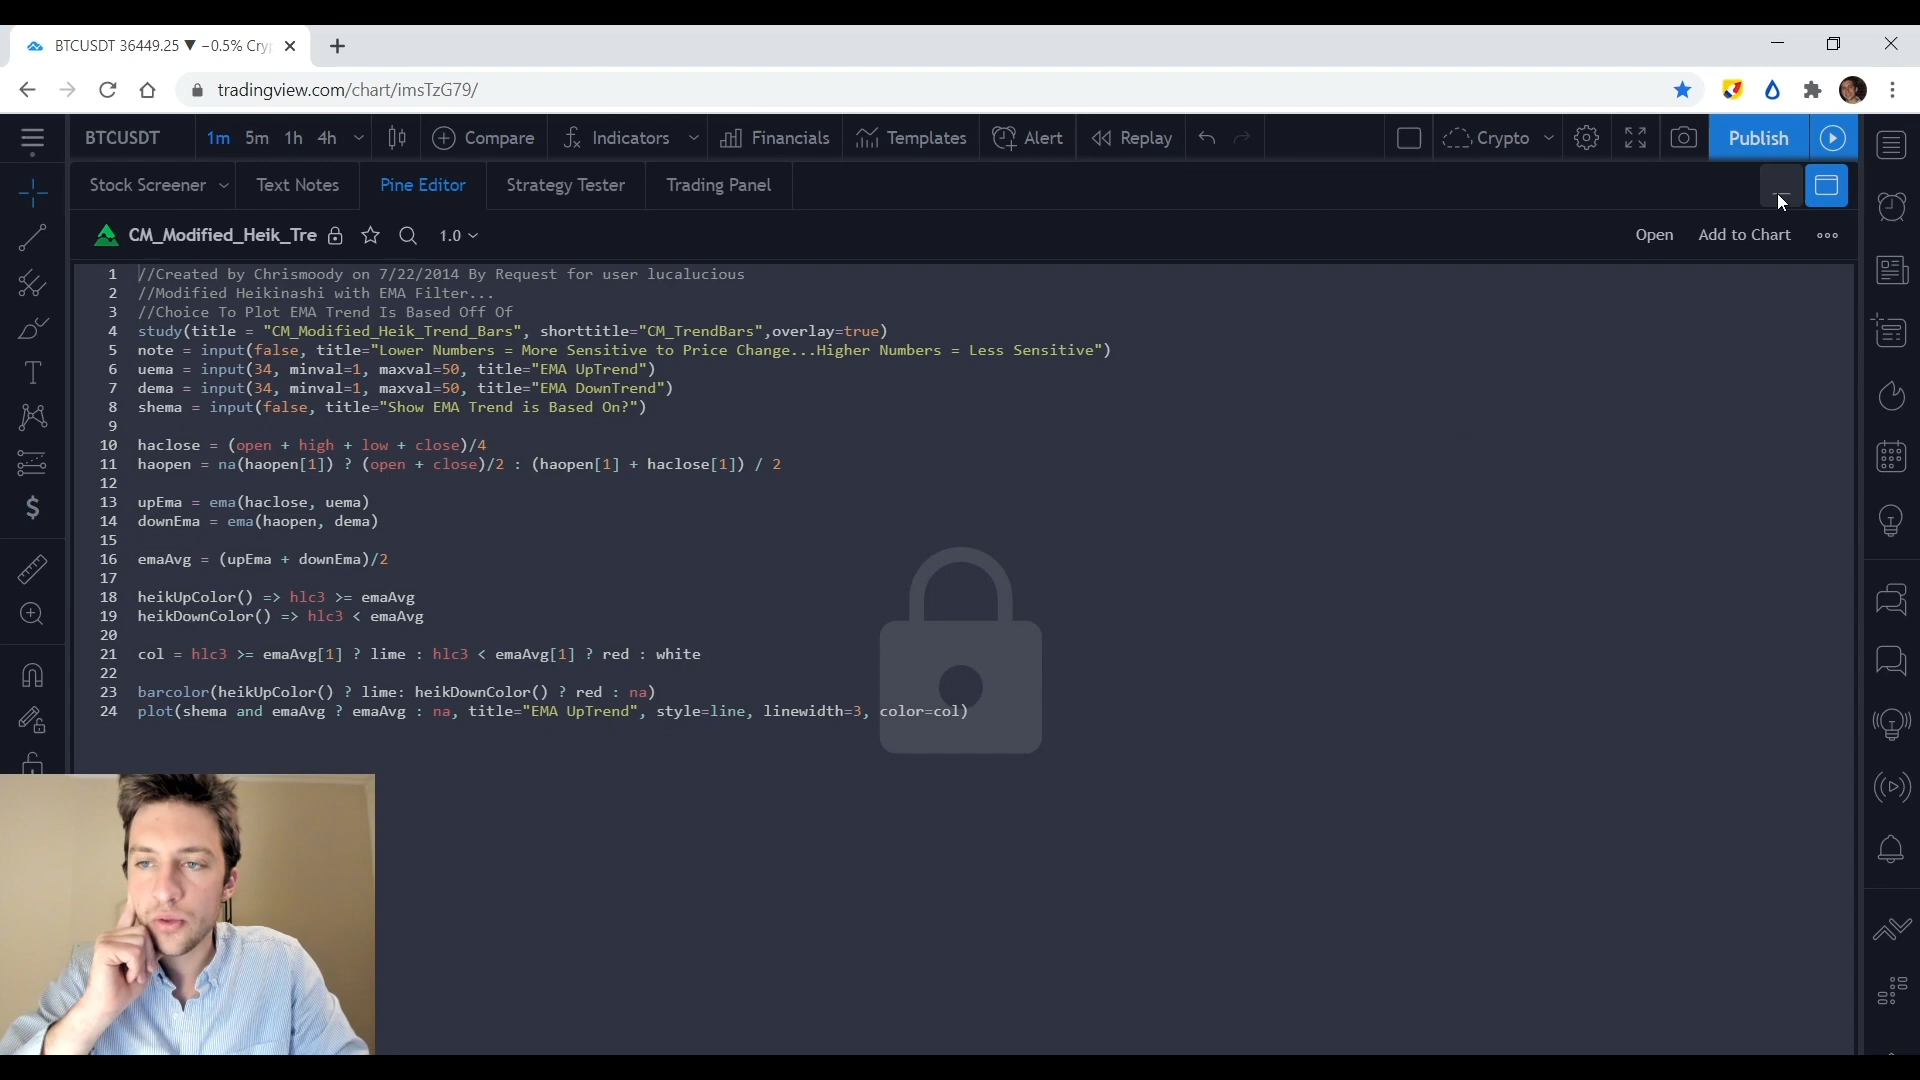 BTCUSDT 36449.25 ▼ −0.5% Cry
tradingview.com/chart/imsTzG79/
BTCUSDT 1m 5m 1h 4h Compare Indicators Financials Templates Alert Replay Crypto Publish
Stock Screener Text Notes Pine Editor Strategy Tester Trading Panel
CM_Modified_Heik_Tre 1.0 Open Add to Chart
1 //Created by Chrismoody on 7/22/2014 By Request for user lucalucious
2 //Modified Heikinashi with EMA Filter...
3 //Choice To Plot EMA Trend Is Based Off Of
4 study(title = "CM_Modified_Heik_Trend_Bars", shorttitle="CM_TrendBars",overlay=true)
5 note = input(false, title="Lower Numbers = More Sensitive to Price Change...Higher Numbers = Less Sensitive")
6 uema = input(34, minval=1, maxval=50, title="EMA UpTrend")
7 dema = input(34, minval=1, maxval=50, title="EMA DownTrend")
8 shema = input(false, title="Show EMA Trend is Based On?")
9
10 haclose = (open + high + low + close)/4
11 haopen = na(haopen[1]) ? (open + close)/2 : (haopen[1] + haclose[1]) / 2
12
13 upEma = ema(haclose, uema)
14 downEma = ema(haopen, dema)
15
16 emaAvg = (upEma + downEma)/2
17
18 heikUpColor() => hlc3 >= emaAvg
19 heikDownColor() => hlc3 < emaAvg
20
21 col = hlc3 >= emaAvg[1] ? lime : hlc3 < emaAvg[1] ? red : white
22
23 barcolor(heikUpColor() ? lime: heikDownColor() ? red : na)
24 plot(shema and emaAvg ? emaAvg : na, title="EMA UpTrend", style=line, linewidth=3, color=col)